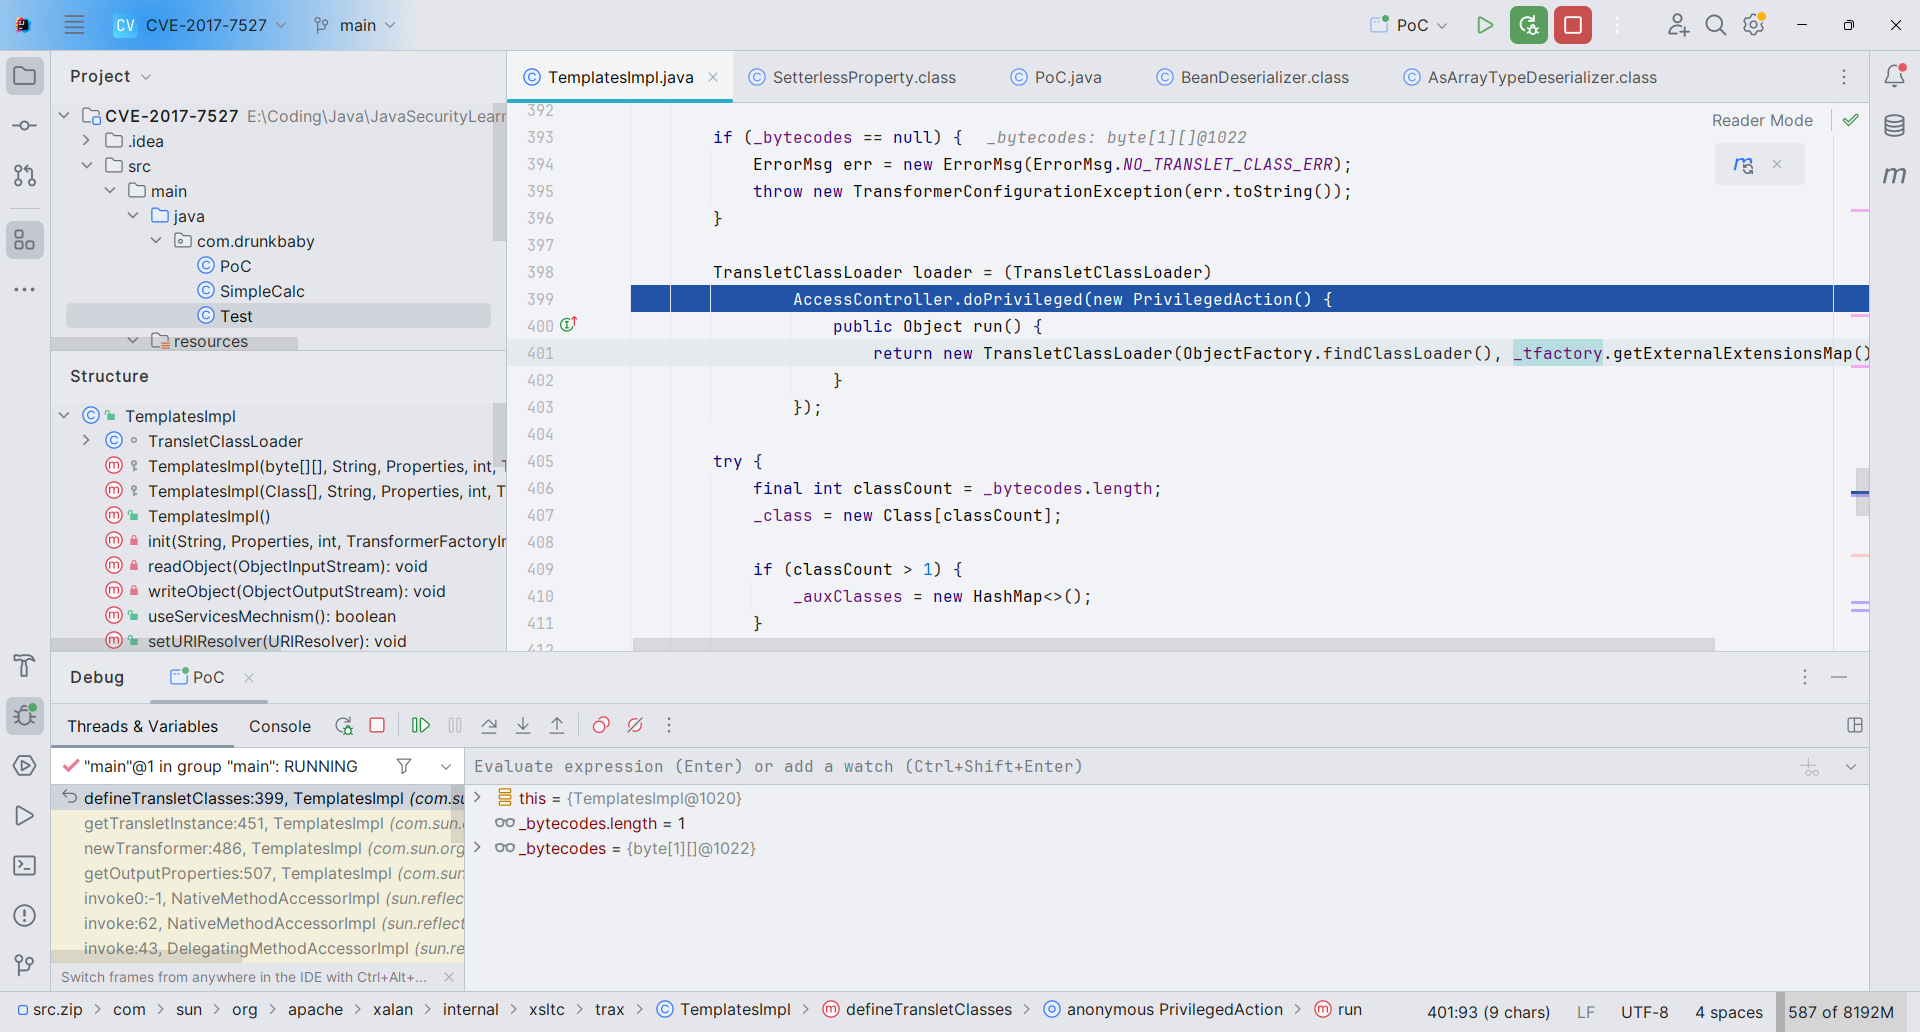 CV CVE-2017-7527 main PoC
Project
CVE-2017-7527 E:\Coding\Java\JavaSecurityLearn
.idea
src
main
java
com.drunkbaby
PoC
SimpleCalc
Test
resources
Structure
TemplatesImpl
TransletClassLoader
TemplatesImpl(byte[][], String, Properties, int, T
TemplatesImpl(Class[], String, Properties, int, T
TemplatesImpl()
init(String, Properties, int, TransformerFactoryIm
readObject(ObjectInputStream): void
writeObject(ObjectOutputStream): void
useServicesMechnism(): boolean
setURIResolver(URIResolver): void
TemplatesImpl.java SetterlessProperty.class PoC.java BeanDeserializer.class AsArrayTypeDeserializer.class
Reader Mode
392
393 if (_bytecodes == null) { _bytecodes: byte[1][]@1022
394 ErrorMsg err = new ErrorMsg(ErrorMsg.NO_TRANSLET_CLASS_ERR);
395 throw new TransformerConfigurationException(err.toString());
396 }
397
398 TransletClassLoader loader = (TransletClassLoader)
399 AccessController.doPrivileged(new PrivilegedAction() {
400 public Object run() {
401 return new TransletClassLoader(ObjectFactory.findClassLoader(), _tfactory.getExternalExtensionsMap()
402 }
403 });
404
405 try {
406 final int classCount = _bytecodes.length;
407 _class = new Class[classCount];
408
409 if (classCount > 1) {
410 _auxClasses = new HashMap<>();
411 }
412
Debug PoC
Threads & Variables Console
"main"@1 in group "main": RUNNING
defineTransletClasses:399, TemplatesImpl (com.su
getTransletInstance:451, TemplatesImpl (com.sun.
newTransformer:486, TemplatesImpl (com.sun.org
getOutputProperties:507, TemplatesImpl (com.sun
invoke0:-1, NativeMethodAccessorImpl (sun.reflec
invoke:62, NativeMethodAccessorImpl (sun.reflect
invoke:43, DelegatingMethodAccessorImpl (sun.re
Switch frames from anywhere in the IDE with Ctrl+Alt+...
Evaluate expression (Enter) or add a watch (Ctrl+Shift+Enter)
this = {TemplatesImpl@1020}
_bytecodes.length = 1
_bytecodes = {byte[1][]@1022}
src.zip com sun org apache xalan internal xsltc trax TemplatesImpl defineTransletClasses anonymous PrivilegedAction run 401:93 (9 chars) LF UTF-8 4 spaces 587 of 8192M